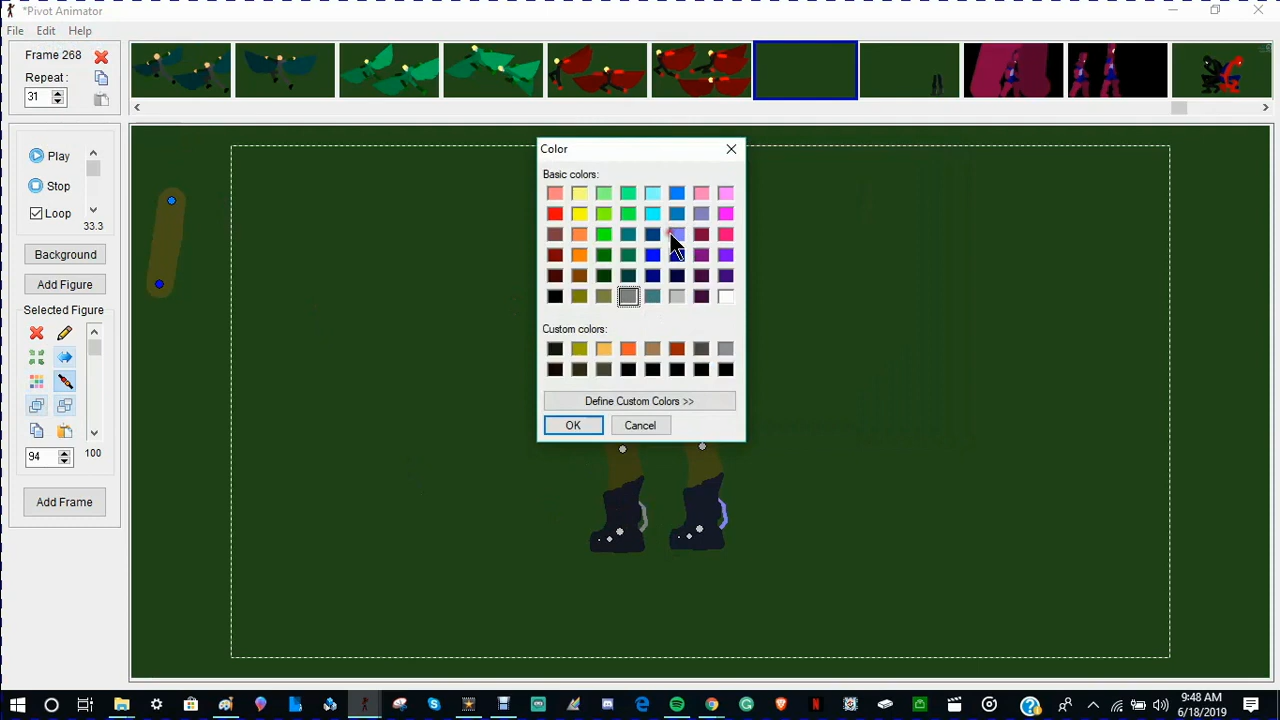 *Pivot Animator
File Edit Help
Frame 268
Repeat :
31
Play
Stop
Loop
33.3
Background
Add Figure
Selected Figure
94
100
Add Frame
Color
Basic colors:
Custom colors:
Define Custom Colors >>
OK
Cancel
9:48 AM
6/18/2019